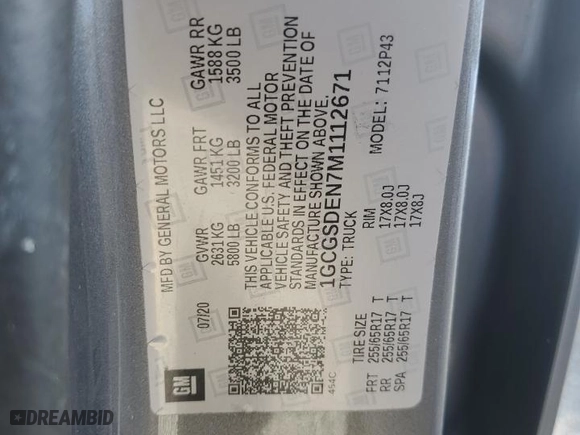 MFD BY GENERAL MOTORS LLC
07/20
GVWR
2631 KG
5800 LB
GAWR FRT
1451 KG
3200 LB
GAWR RR
1588 KG
3500 LB
THIS VEHICLE CONFORMS TO ALL
APPLICABLE U.S. FEDERAL MOTOR
VEHICLE SAFETY AND THEFT PREVENTION
STANDARDS IN EFFECT ON THE DATE OF
MANUFACTURE SHOWN ABOVE.
1GCGSDEN7M1112671
TYPE: TRUCK
MODEL: 7112P43
454C
TIRE SIZE RIM
FRT 255/65R17 T 17X8.0J
RR 255/65R17 T 17X8.0J
SPA 255/65R17 T 17X8J
GM
DREAMBID